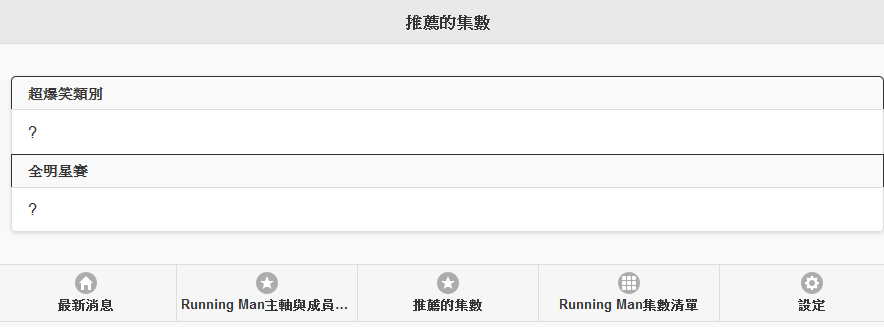 推薦的集數
超爆笑類別
?
全明星賽
?
最新消息
Running Man主軸與成員...
推薦的集數
Running Man集數清單
設定